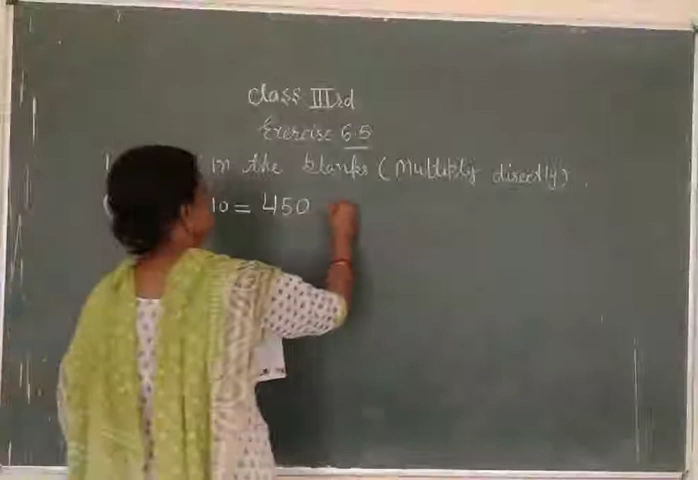 Class IIIrd
Exercise 6.5
in the blanks (Multiply directly).
10 = 450